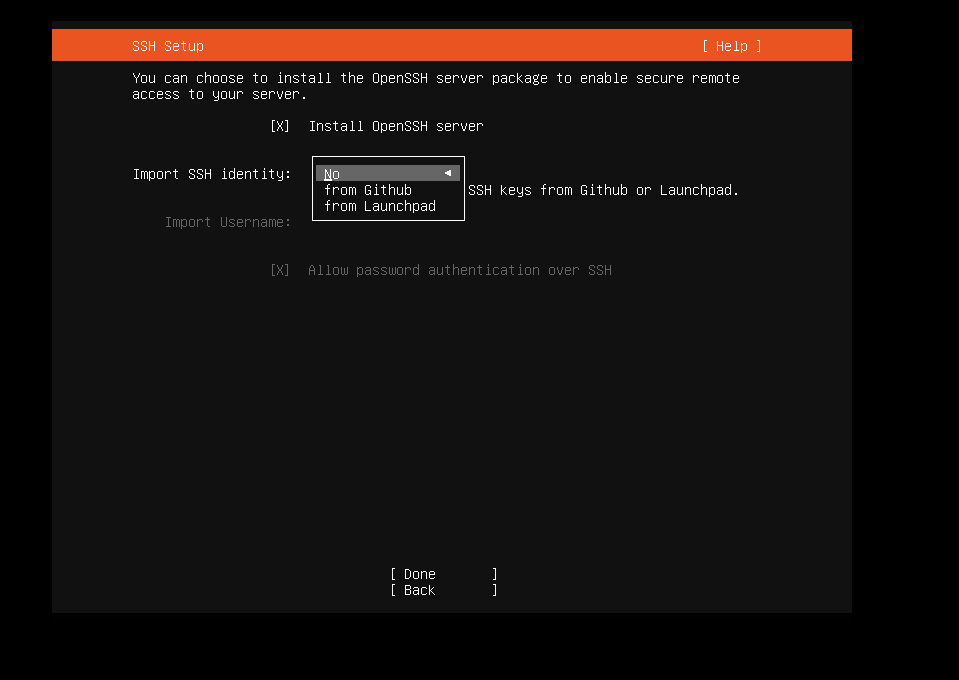 SSH Setup [ Help ]
You can choose to install the OpenSSH server package to enable secure remote
access to your server.
[X] Install OpenSSH server
Import SSH identity: No ◄
from Github SSH keys from Github or Launchpad.
from Launchpad
Import Username:
[X] Allow password authentication over SSH
[ Done ]
[ Back ]